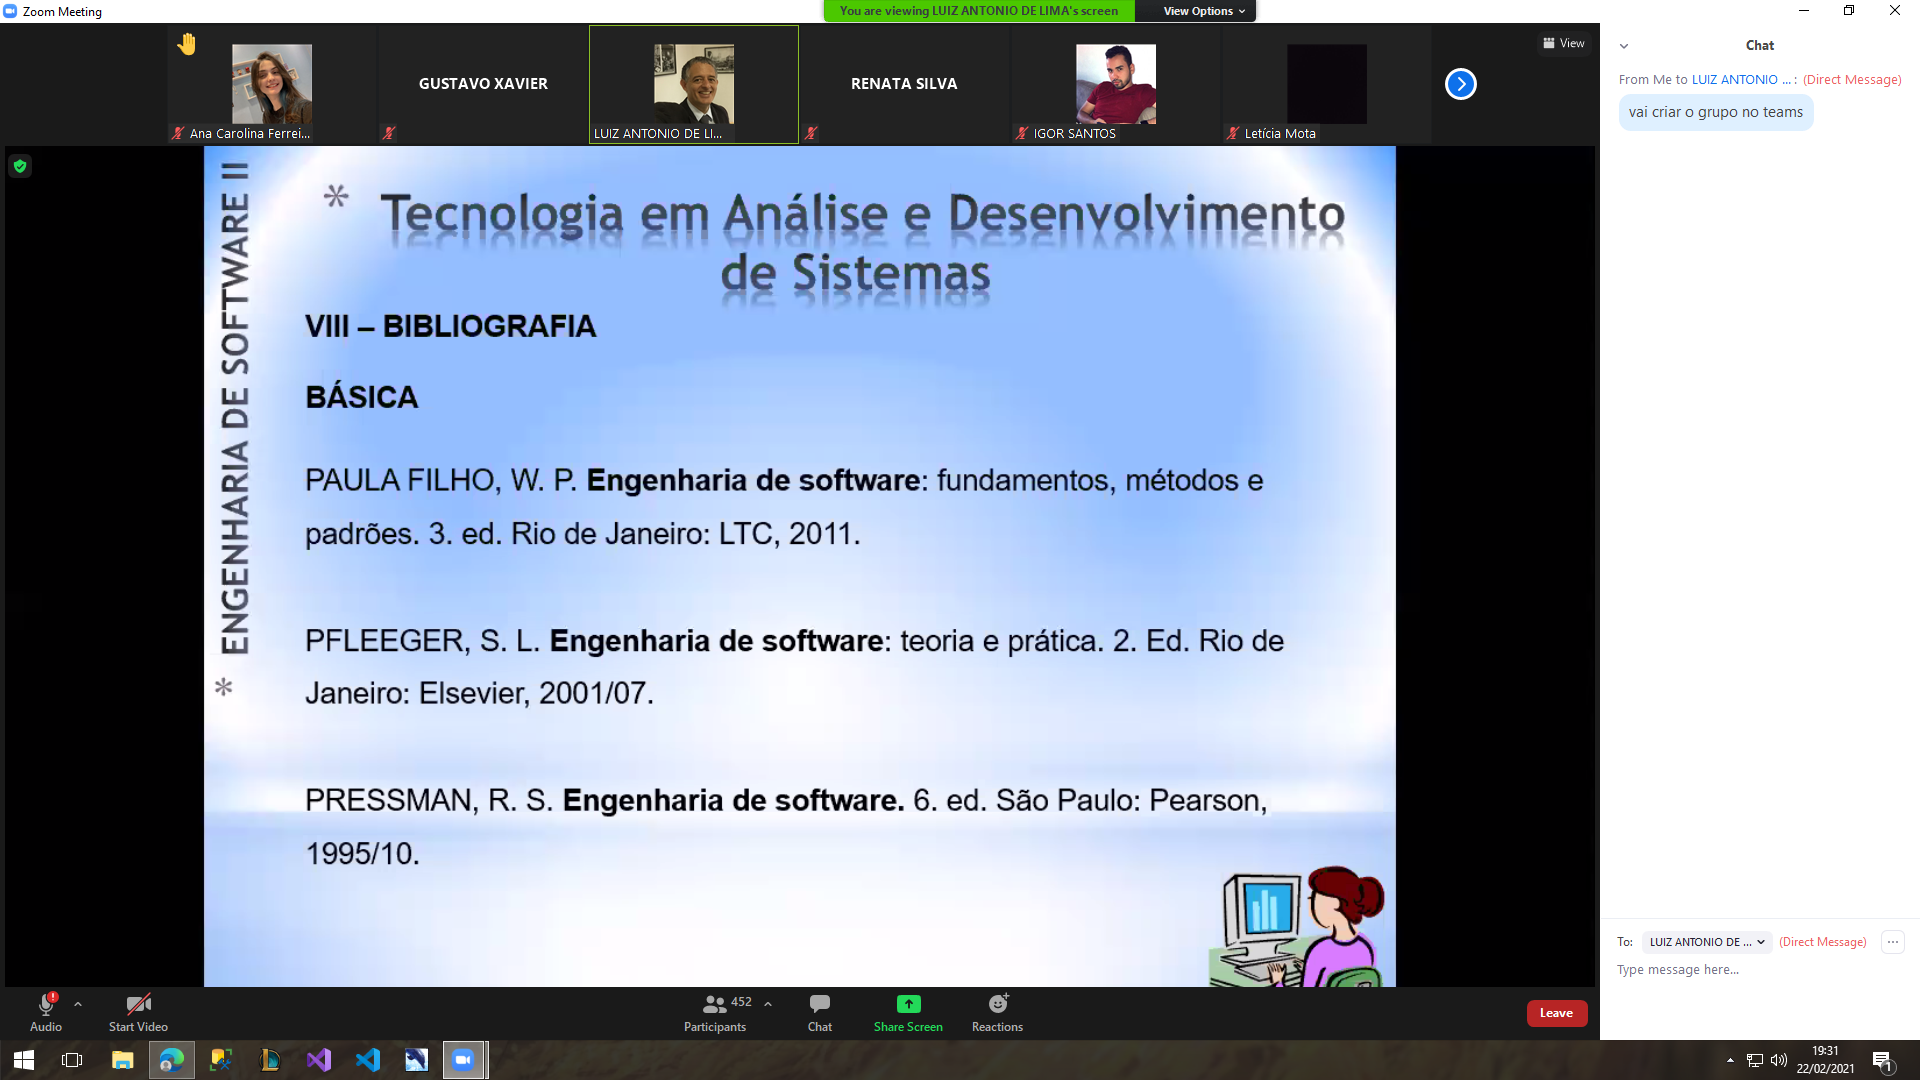 Zoom Meeting
You are viewing LUIZ ANTONIO DE LIMA's screen
View Options
View
Ana Carolina Ferrei...
GUSTAVO XAVIER
LUIZ ANTONIO DE LI...
RENATA SILVA
IGOR SANTOS
Letícia Mota
ENGENHARIA DE SOFTWARE II
*
* Tecnologia em Análise e Desenvolvimento
de Sistemas
VIII – BIBLIOGRAFIA
BÁSICA
PAULA FILHO, W. P. Engenharia de software: fundamentos, métodos e
padrões. 3. ed. Rio de Janeiro: LTC, 2011.
PFLEEGER, S. L. Engenharia de software: teoria e prática. 2. Ed. Rio de
Janeiro: Elsevier, 2001/07.
PRESSMAN, R. S. Engenharia de software. 6. ed. São Paulo: Pearson,
1995/10.
Chat
From Me to LUIZ ANTONIO ... : (Direct Message)
vai criar o grupo no teams
To: LUIZ ANTONIO DE ... (Direct Message)
...
Type message here...
Audio
Start Video
452
Participants
Chat
Share Screen
Reactions
Leave
19:31
22/02/2021
1